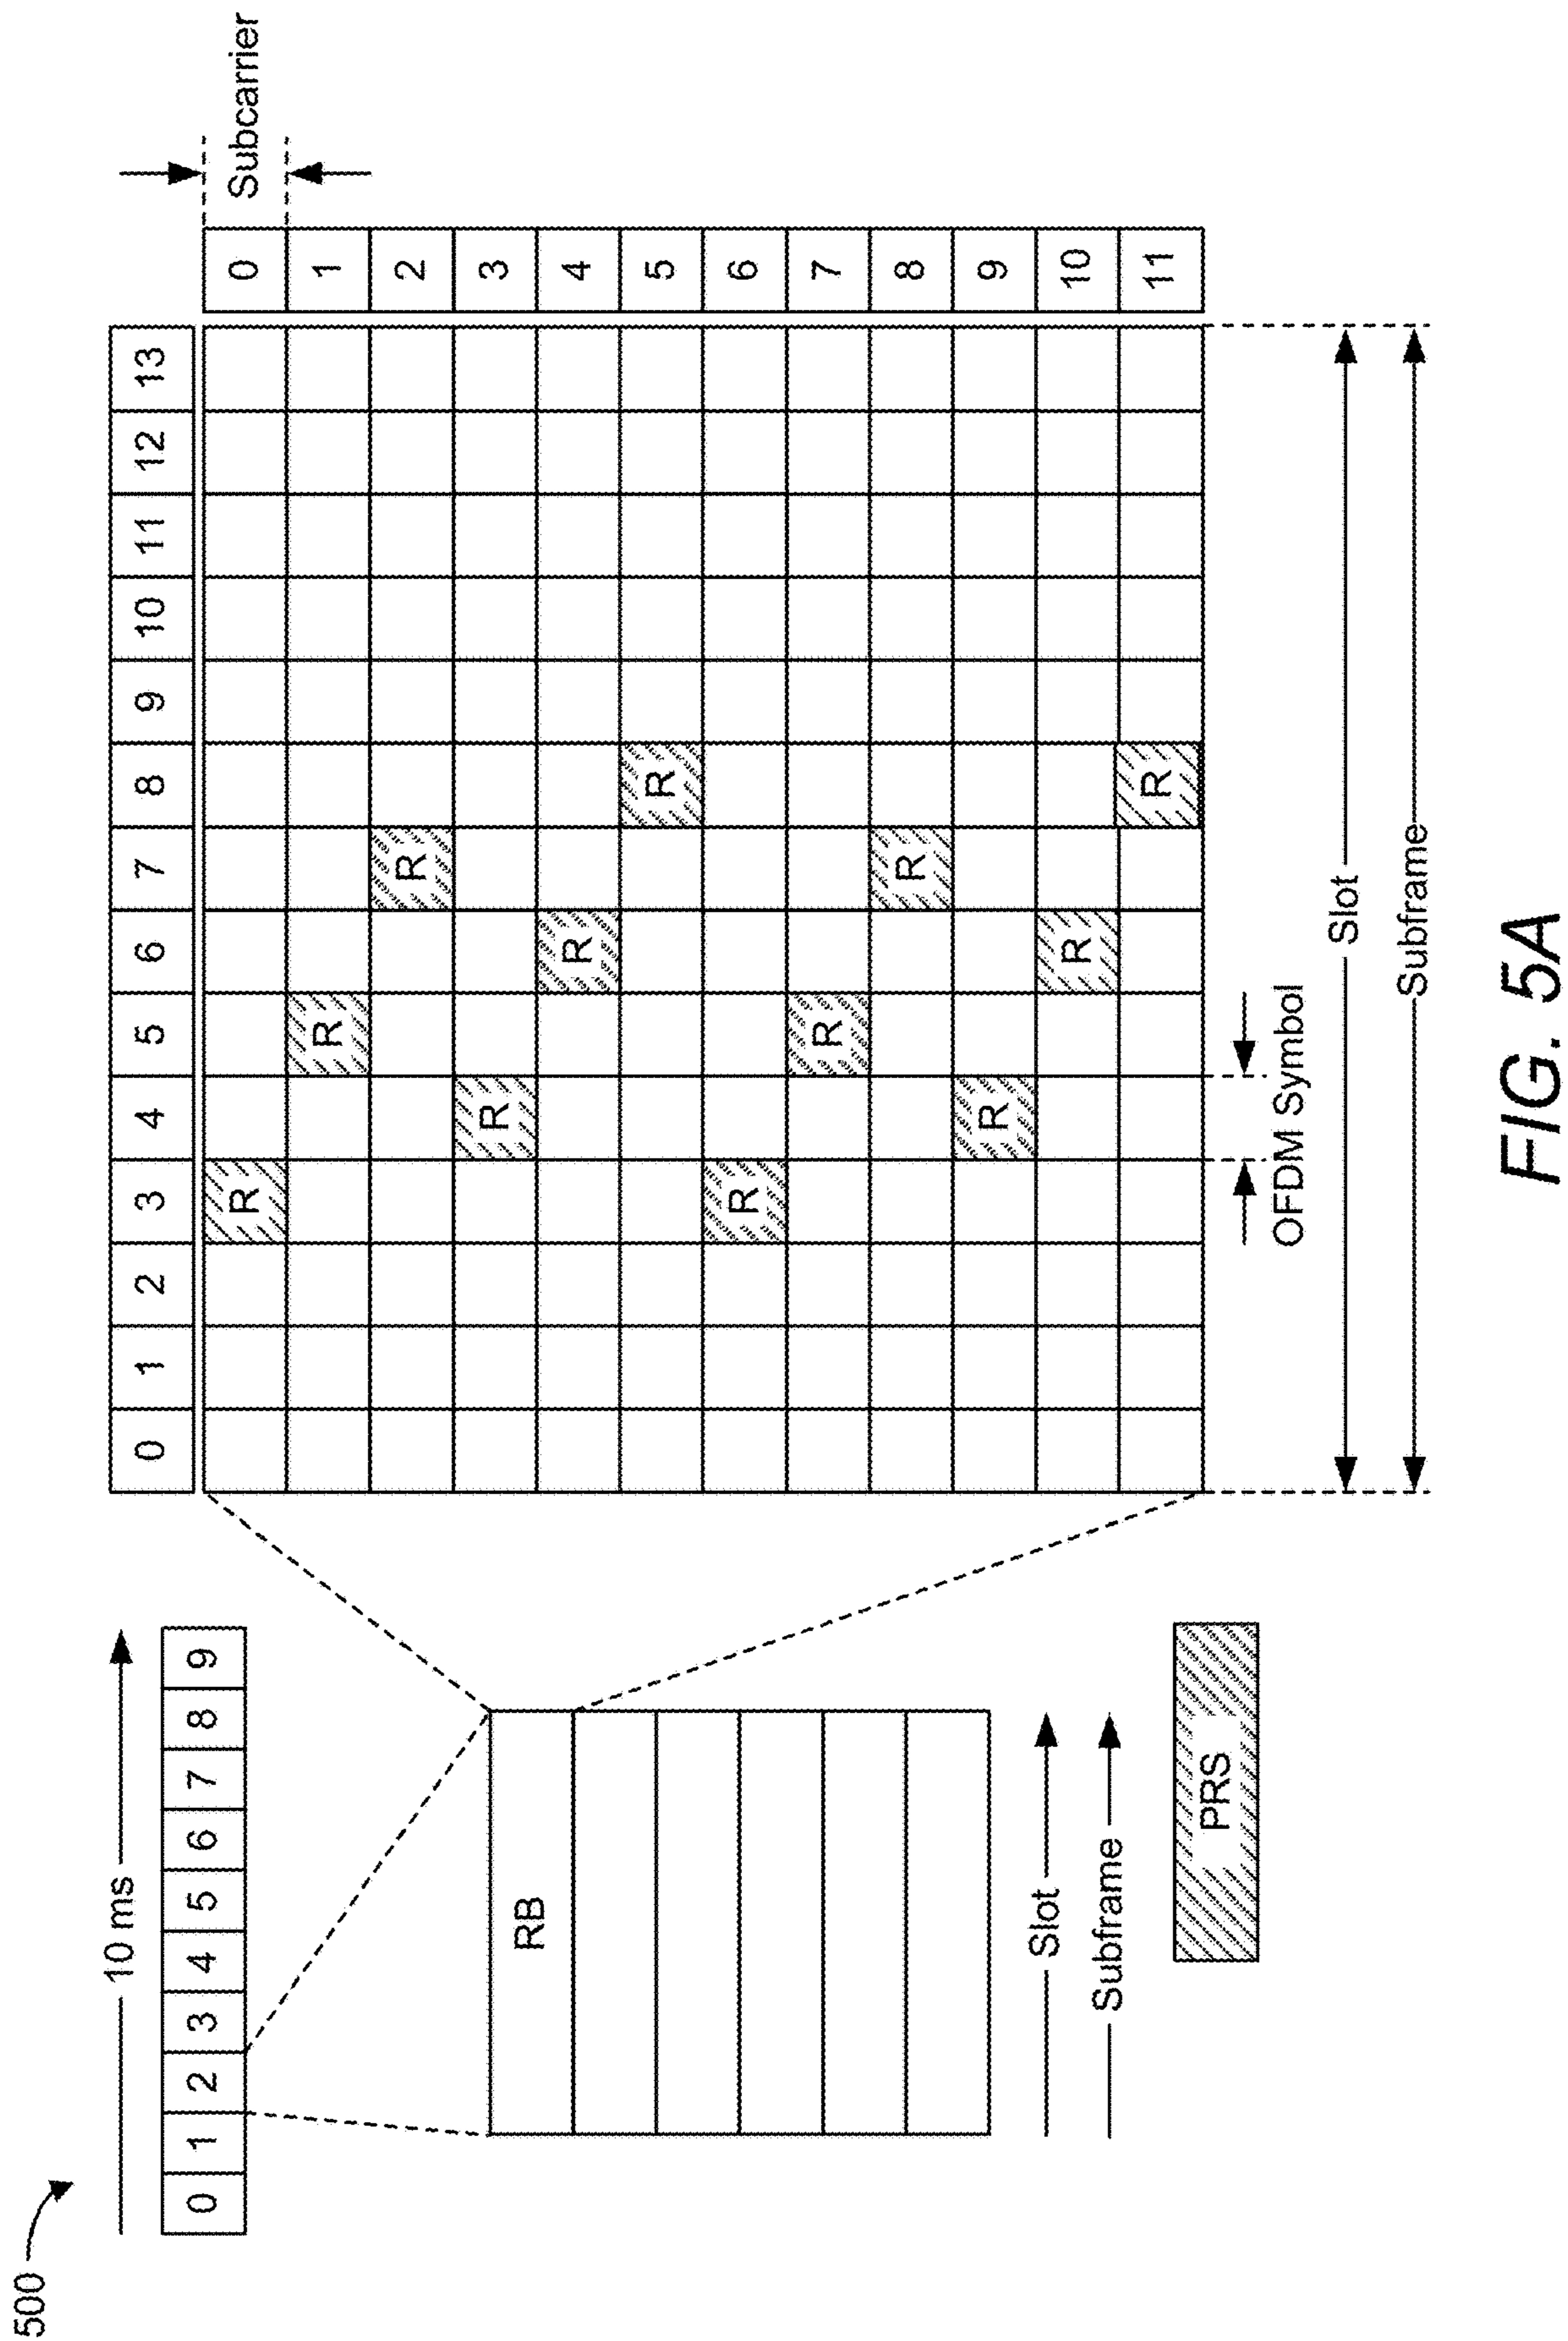 500
10 ms
0 1 2 3 4 5 6 7 8 9
RB
Slot
Subframe
PRS
0 1 2 3 4 5 6 7 8 9 10 11 12 13
Subcarrier
R 0
R 1
R 2
R 3
R 4
R 5
R 6
R 7
R 8
R 9
R 10
R 11
OFDM Symbol
Slot
Subframe
FIG. 5A